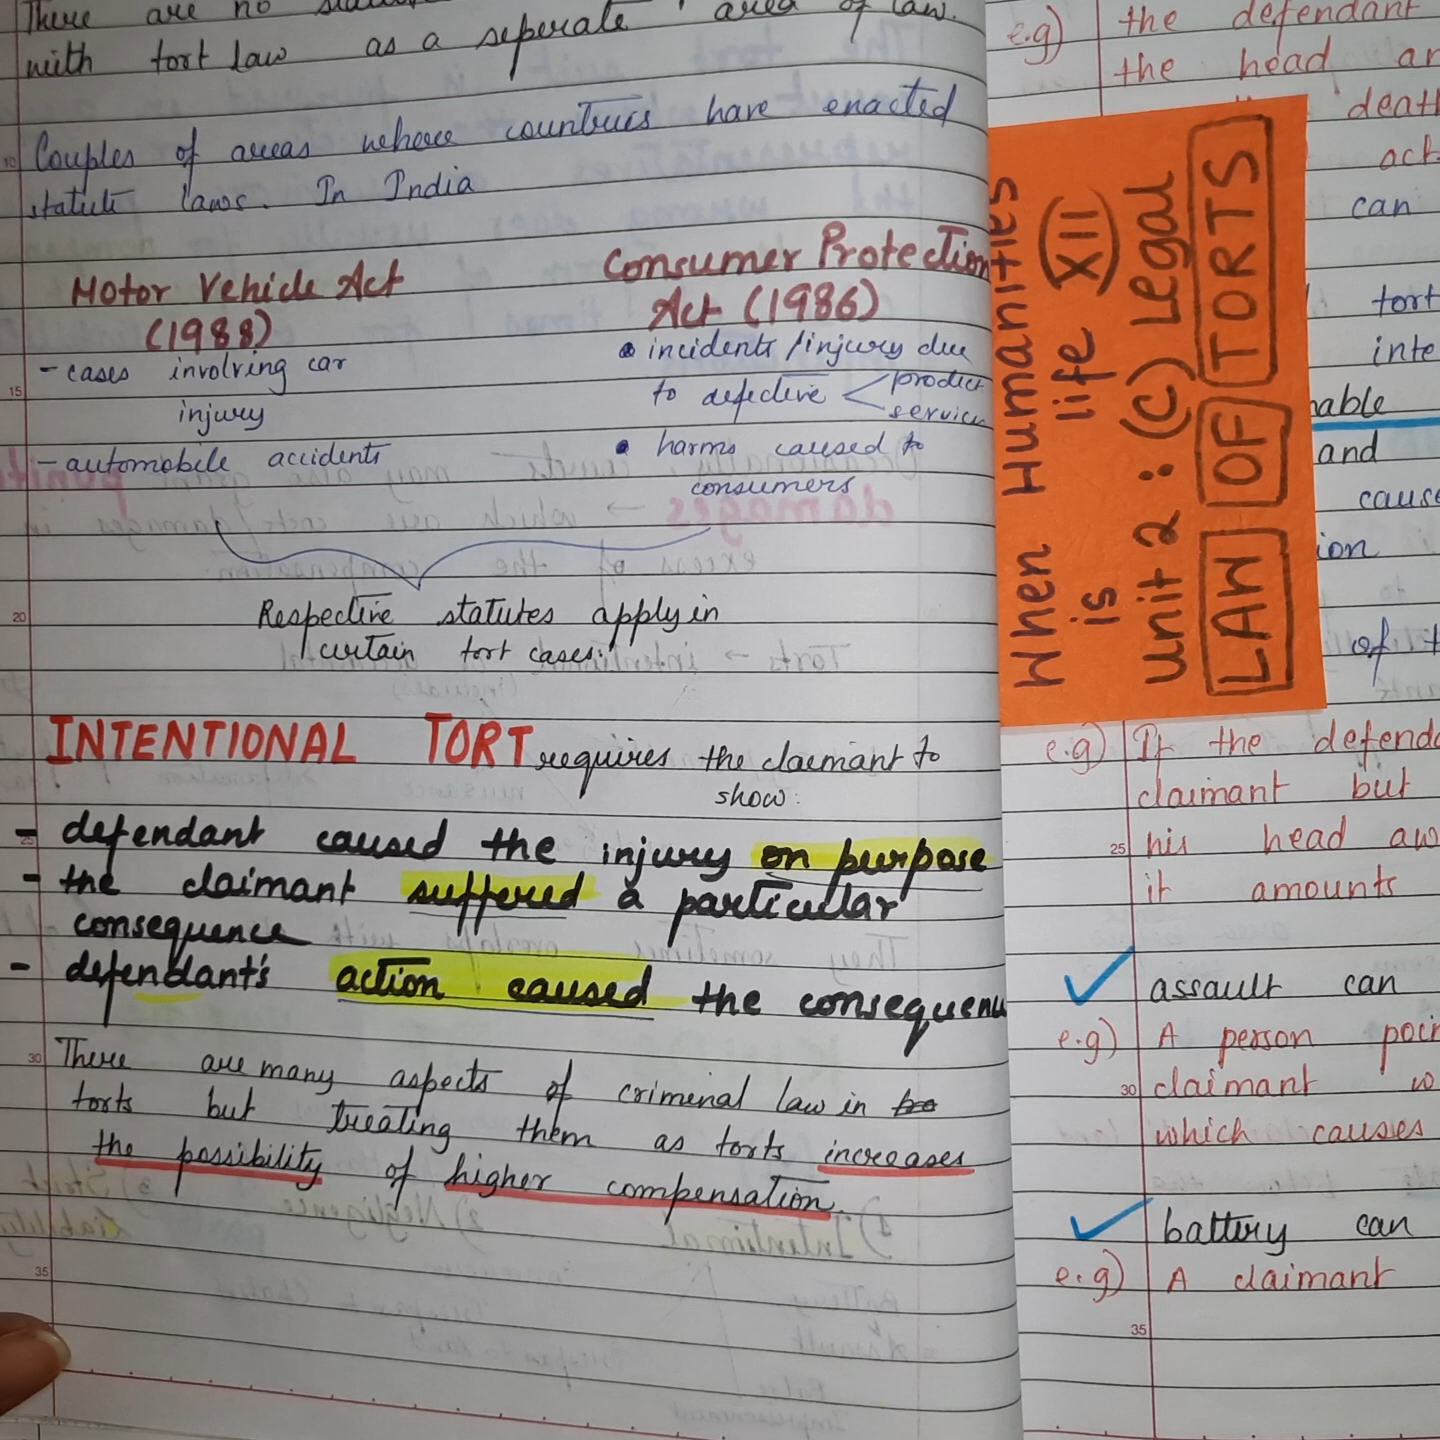 There are no
with tort law as a seperate area of law.
Couples of areas where countries have enacted
statute laws. In India
Motor Vehicle Act
(1988)
- cases involving car
injury
- automobile accidents
Consumer Protection
Act (1986)
• incidents/injury due
to defective < product
service
• harms caused to
consumers
Respective statutes apply in
certain tort cases.
INTENTIONAL TORT requires the claimant to
show:
- defendant caused the injury on purpose
- the claimant suffered a particular
consequence
- defendant's action caused the consequence
There are many aspects of criminal law in
torts but treating them as torts increases
the possibility of higher compensation.
When Humanities
is life XII
Unit 2: (C) Legal
LAW OF TORTS
e.g) the defendant
the head
death
act
can
tort
inte
nable
and
cause
ion
of t
e.g) If the defend
claimant but
his head aw
it amounts
assault can
e.g) A person poin
claimant w
which causes
battery can
e.g) A claimant